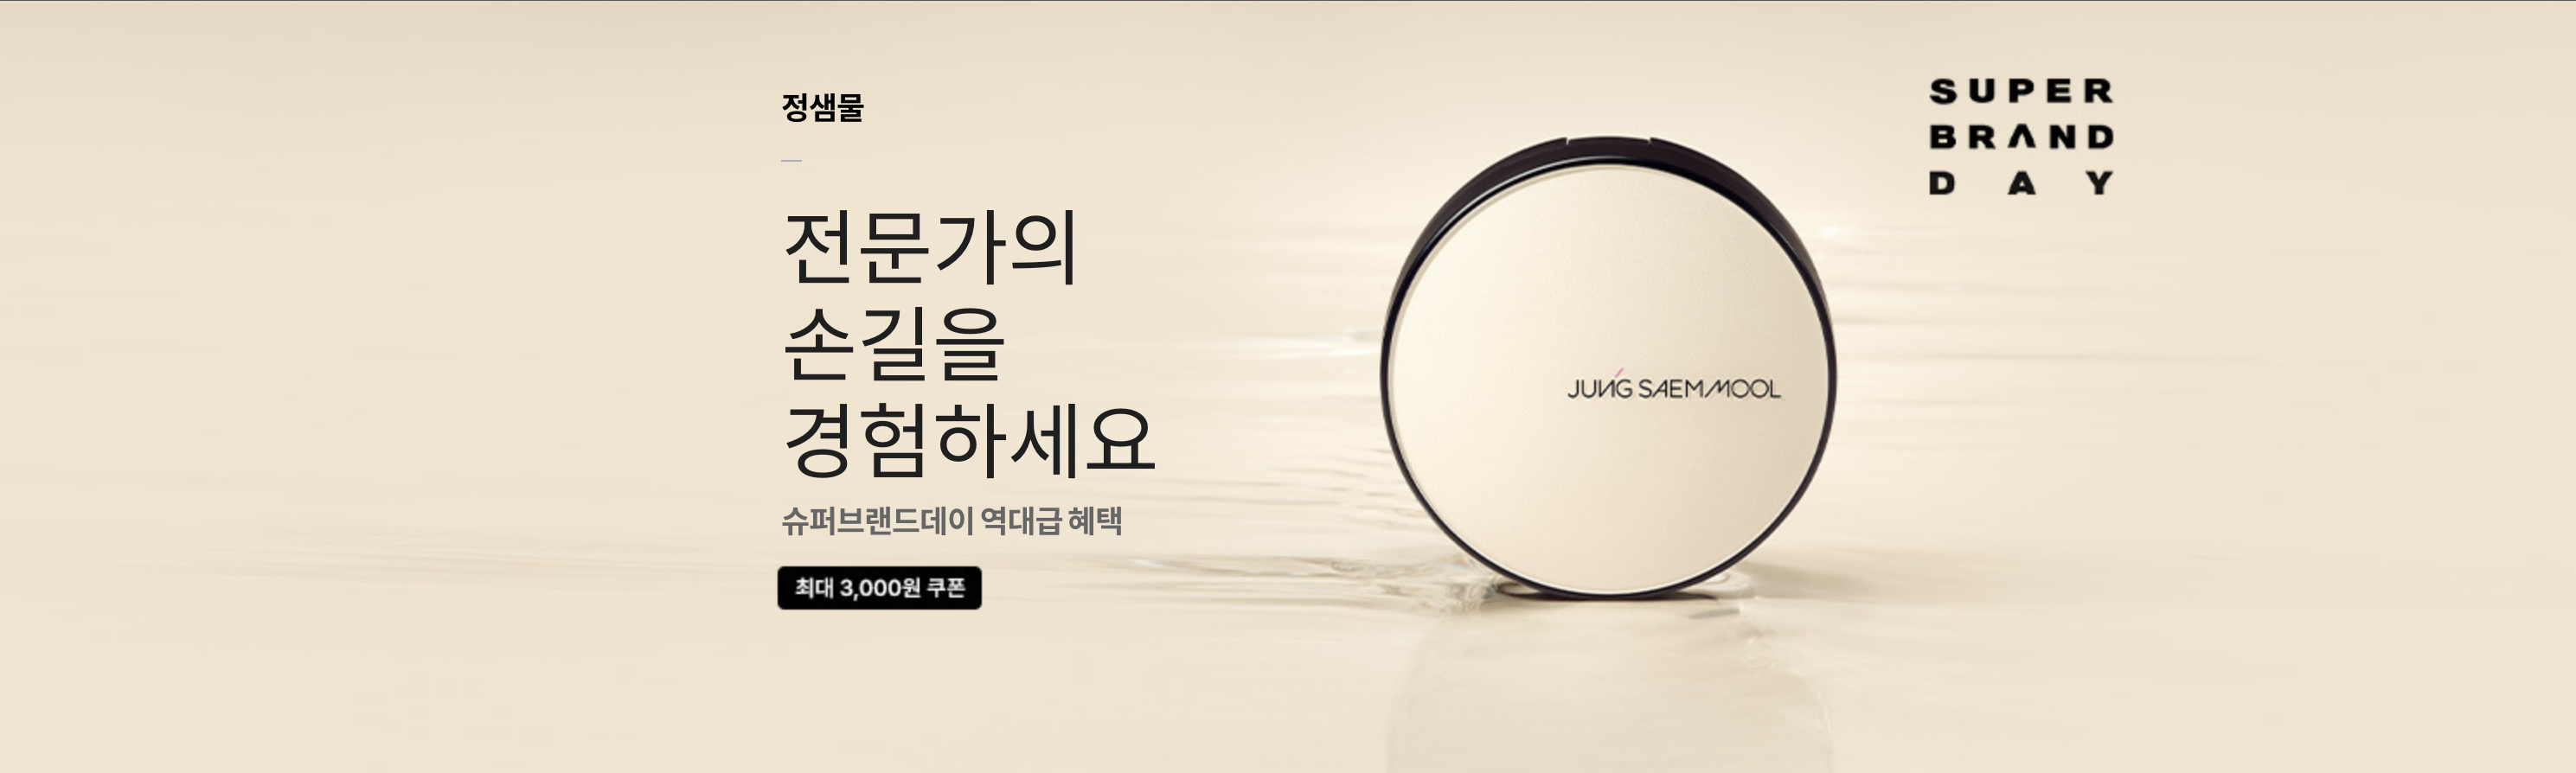 정샘물
전문가의
손길을
경험하세요
슈퍼브랜드데이 역대급 혜택
최대 3,000원 쿠폰
JUNG SAEM MOOL
SUPER
BRAND
DAY